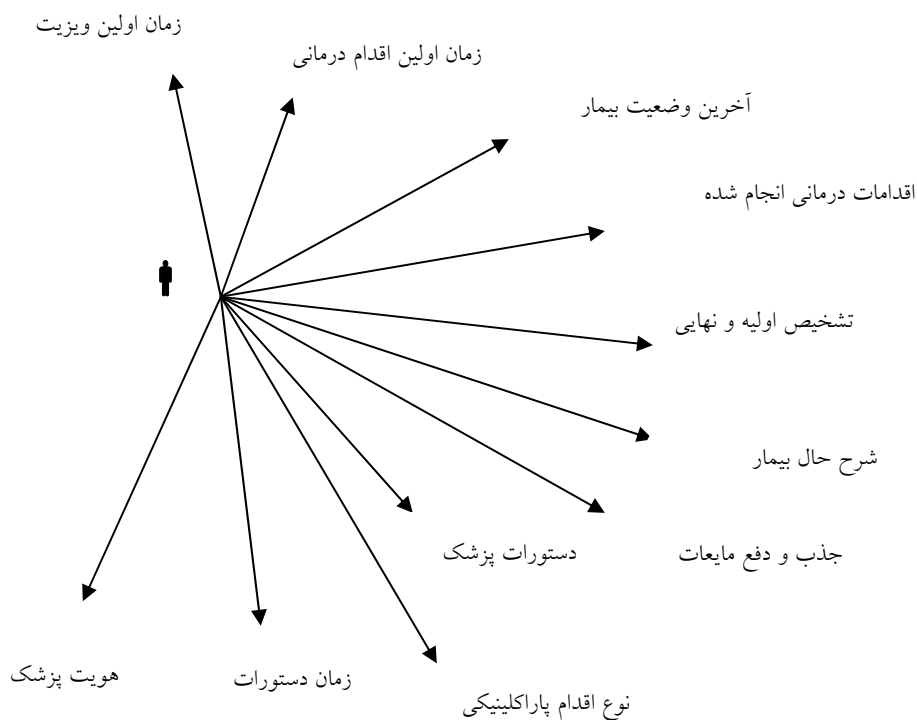 زمان اولین ویزیت
زمان اولین اقدام درمانی
آخرین وضعیت بیمار
اقدامات درمانی انجام شده
تشخیص اولیه و نهایی
شرح حال بیمار
جذب و دفع مایعات
دستورات پزشک
هویت پزشک
زمان دستورات
نوع اقدام پاراکلینیکی